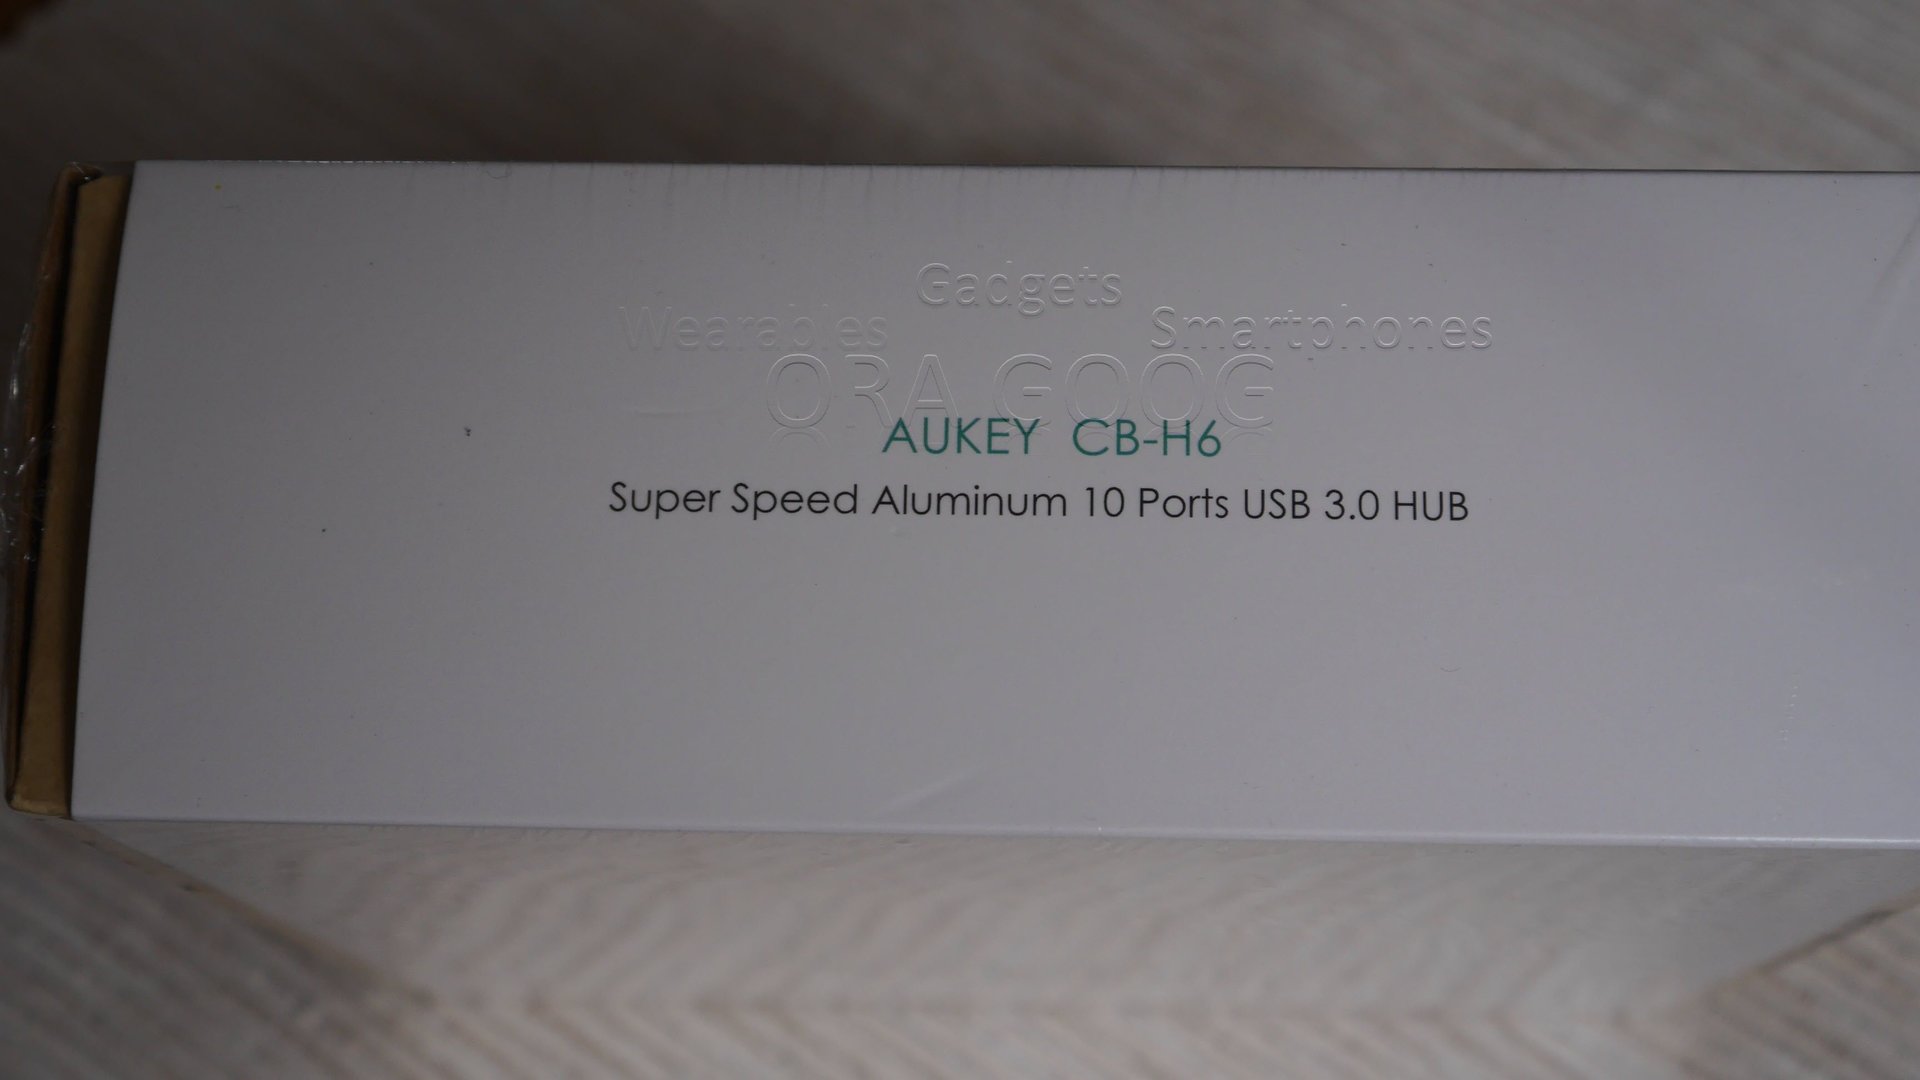 Gadgets
Wearables Smartphones
ORA GOOG
AUKEY CB-H6
Super Speed Aluminum 10 Ports USB 3.0 HUB